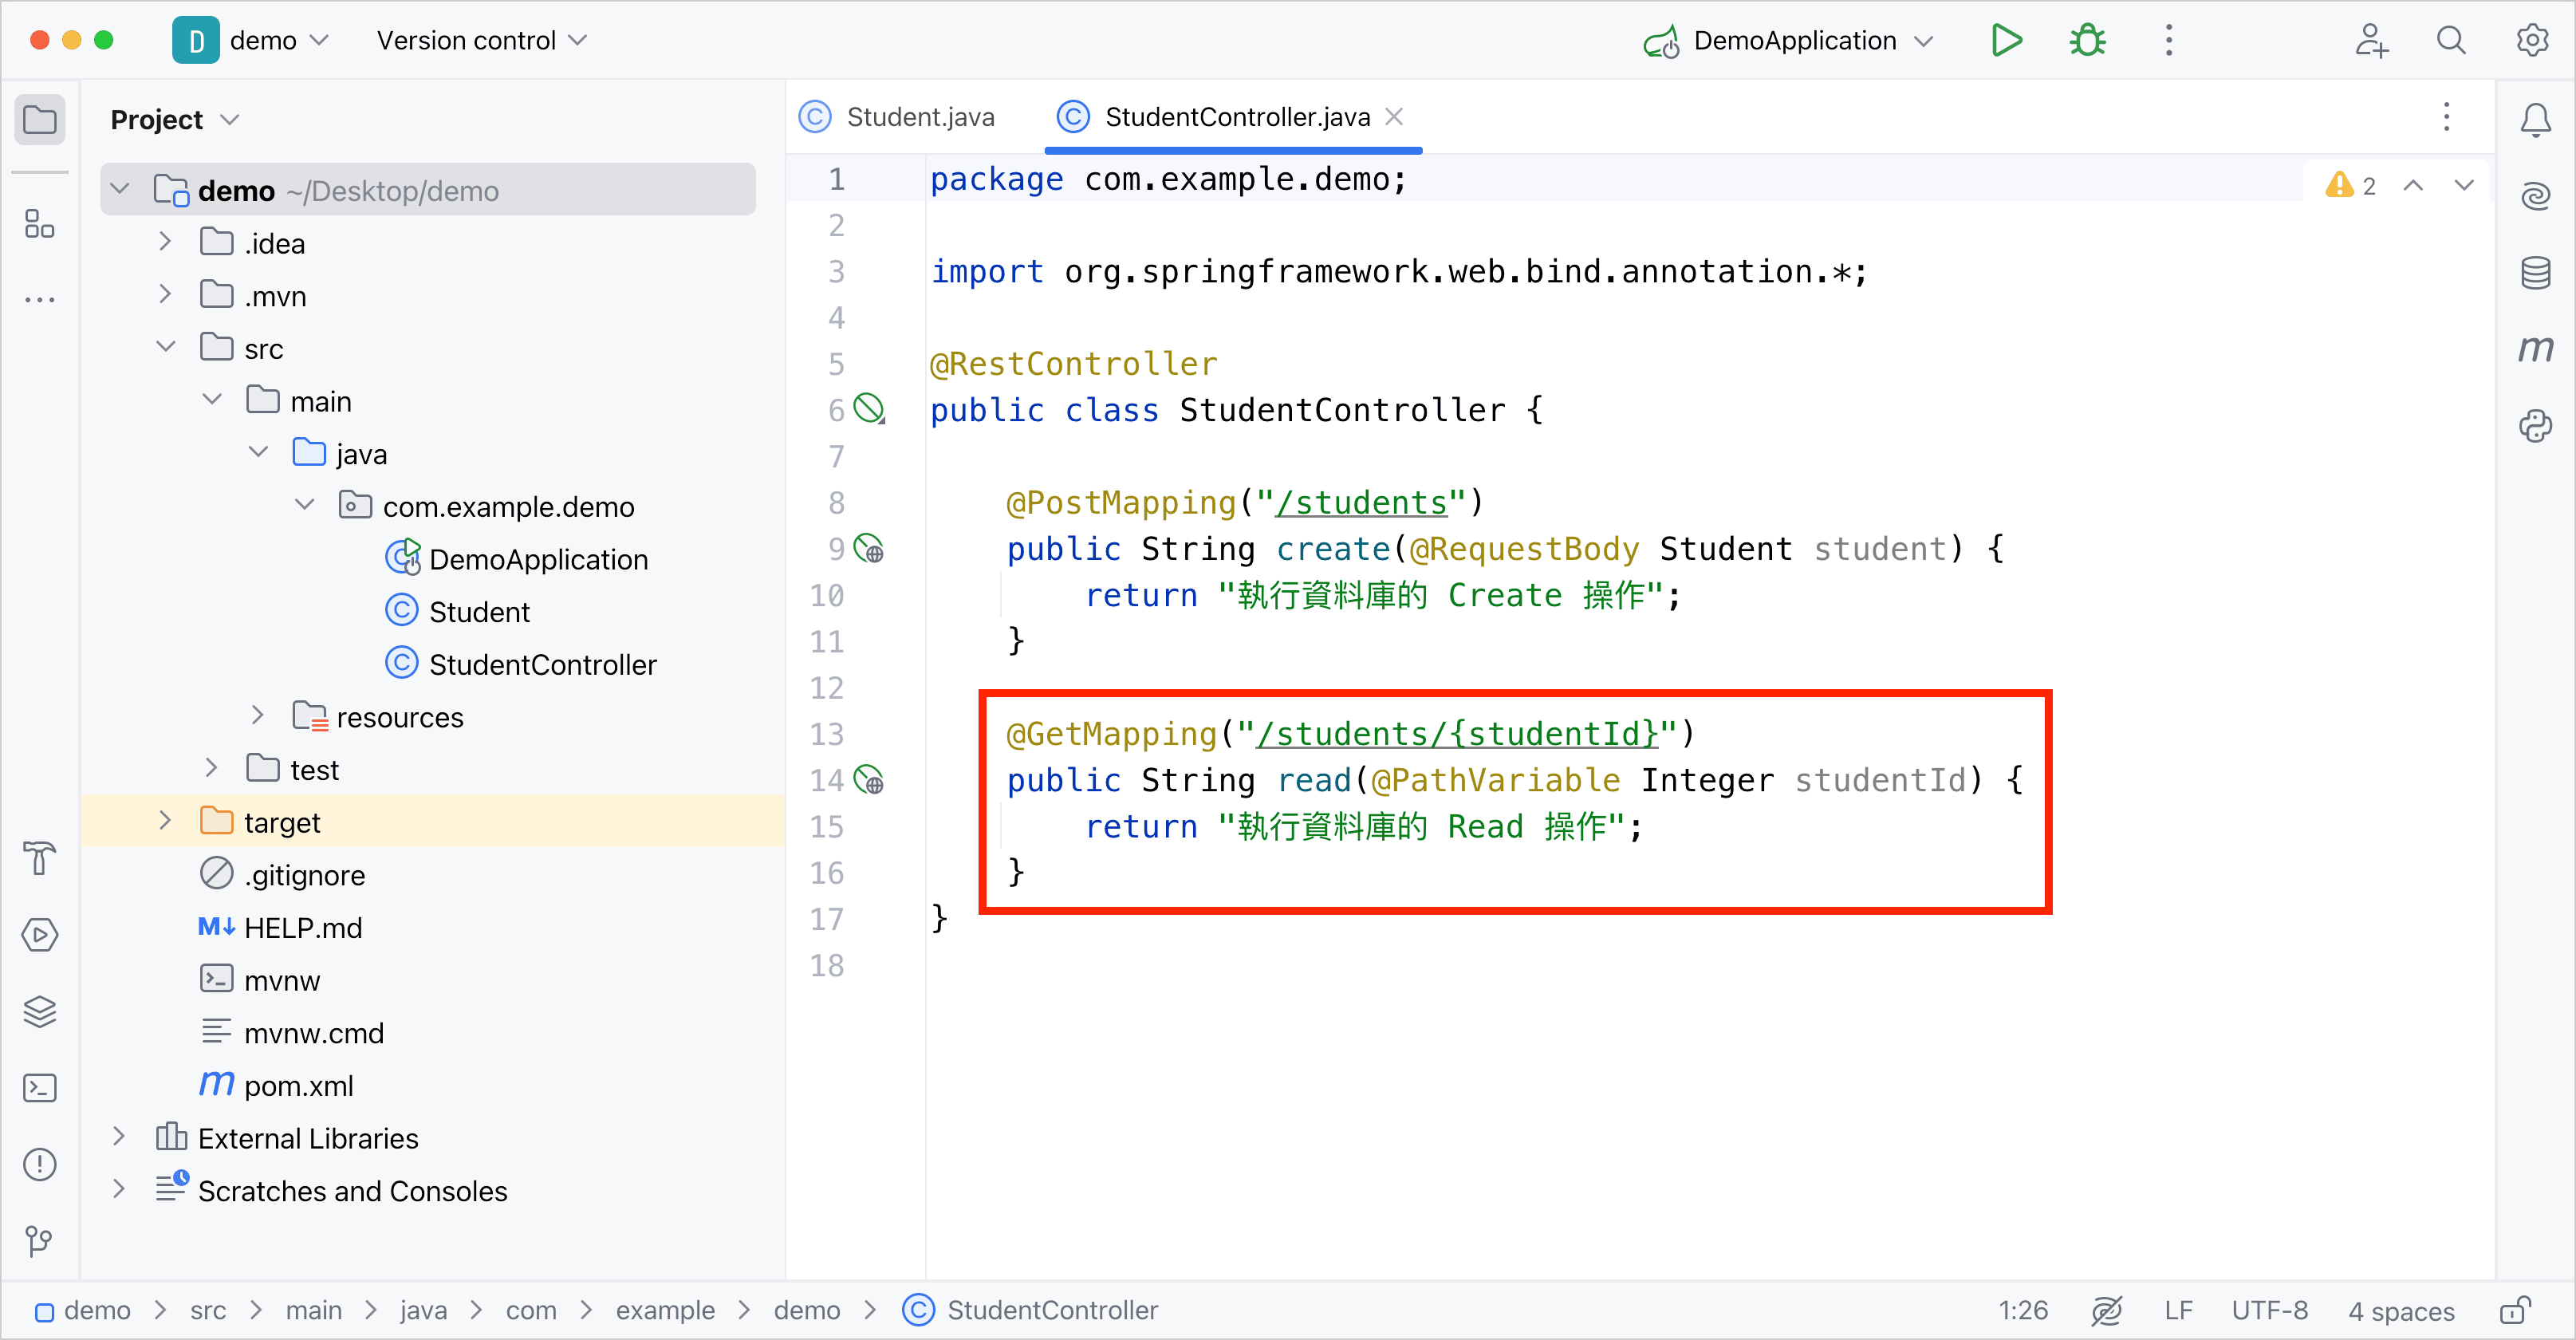 D demo Version control DemoApplication
Project
demo ~/Desktop/demo
.idea
.mvn
src
main
java
com.example.demo
DemoApplication
Student
StudentController
resources
test
target
.gitignore
M↓ HELP.md
mvnw
mvnw.cmd
m pom.xml
External Libraries
Scratches and Consoles
Student.java StudentController.java
2
1 package com.example.demo;
2
3 import org.springframework.web.bind.annotation.*;
4
5 @RestController
6 public class StudentController {
7
8 @PostMapping("/students")
9 public String create(@RequestBody Student student) {
10 return "執行資料庫的 Create 操作";
11 }
12
13 @GetMapping("/students/{studentId}")
14 public String read(@PathVariable Integer studentId) {
15 return "執行資料庫的 Read 操作";
16 }
17 }
18
m
demo > src > main > java > com > example > demo > StudentController
1:26 LF UTF-8 4 spaces